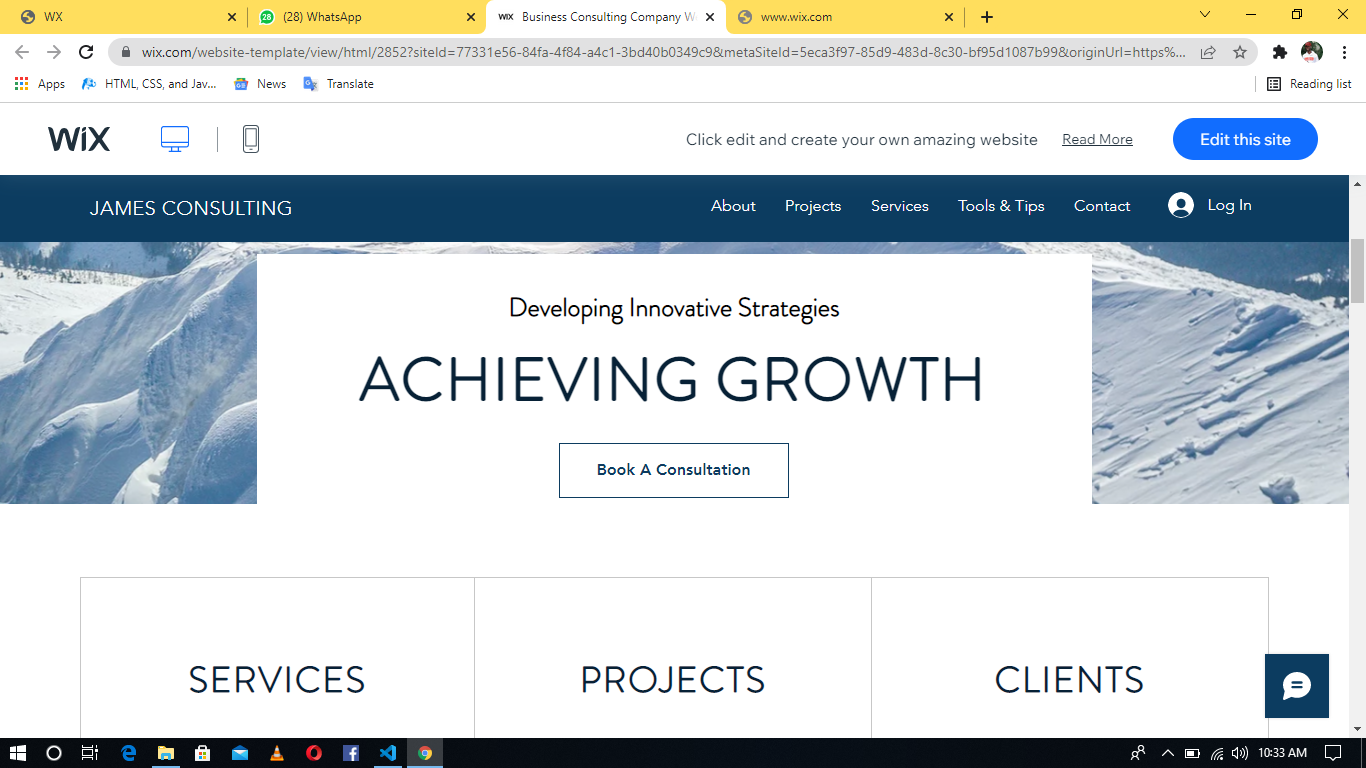 WX
28
(28) WhatsApp
WiX
Business Consulting Company W
www.wix.com
wix.com/website-template/view/html/2852?siteId=77331e56-84fa-4f84-a4c1-3bd40b0349c9&metaSiteId=5eca3f97-85d9-483d-8c30-bf95d1087b99&originUrl=https%...
Apps
HTML, CSS, and Jav...
News
Translate
Reading list
WiX
Click edit and create your own amazing website
Read More
Edit this site
JAMES CONSULTING
About
Projects
Services
Tools & Tips
Contact
Log In
Developing Innovative Strategies
ACHIEVING GROWTH
Book A Consultation
SERVICES
PROJECTS
CLIENTS
10:33 AM